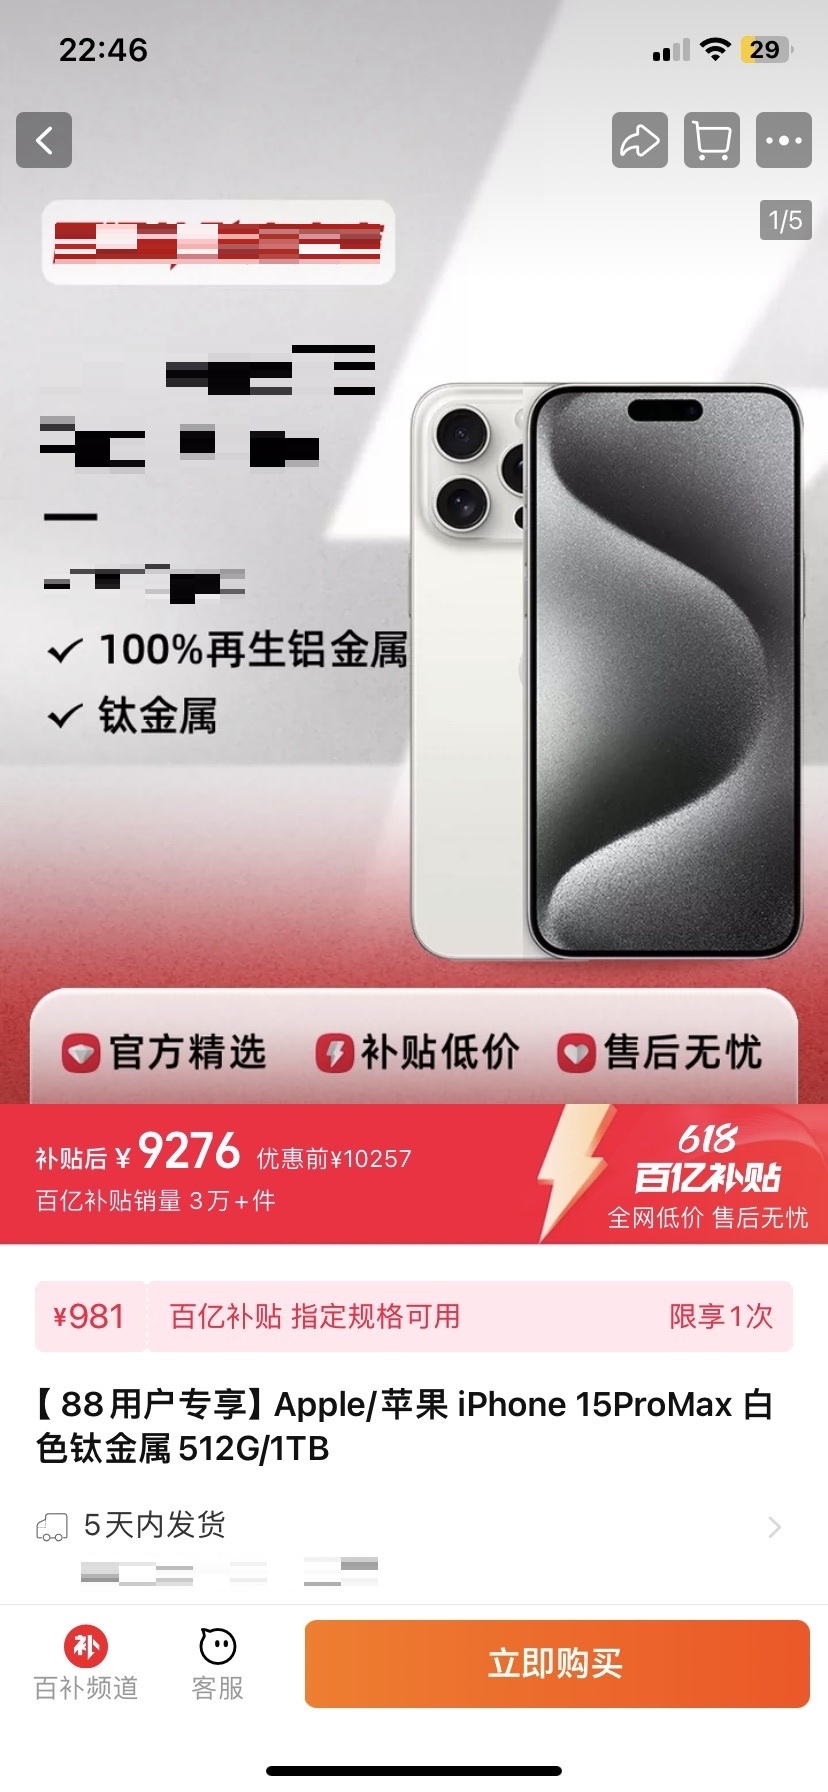 22:46
29
1/5
100%再生铝金属
钛金属
官方精选 补贴低价 售后无忧
补贴后 ¥9276 优惠前¥10257
百亿补贴销量 3万+件
618
百亿补贴
全网低价 售后无忧
¥981 百亿补贴 指定规格可用 限享1次
【88用户专享】Apple/苹果 iPhone 15ProMax 白
色钛金属 512G/1TB
5天内发货
补
百补频道 客服 立即购买